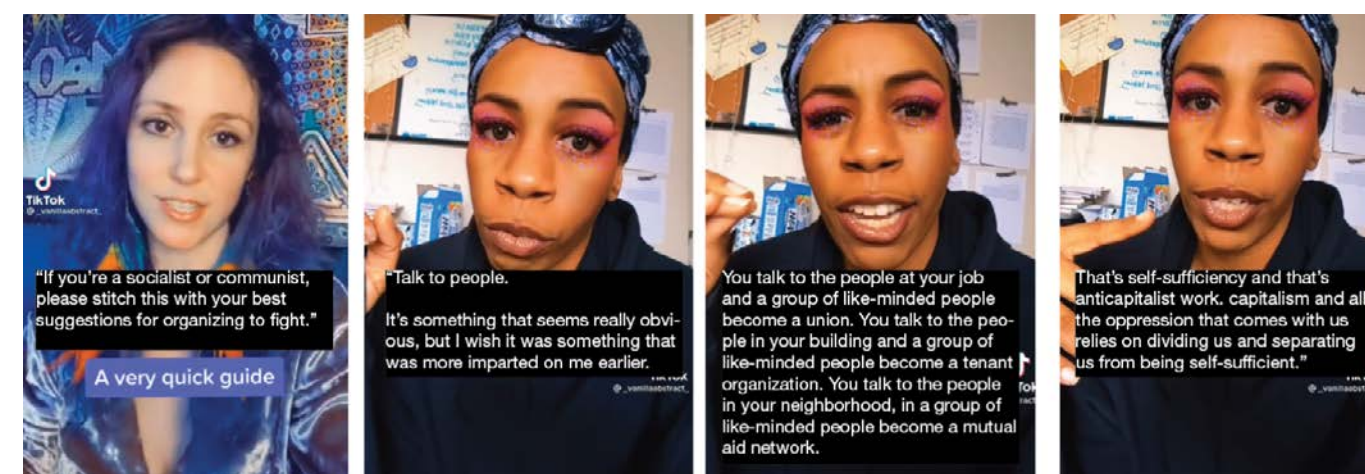 TikTok
@_vanillaabstract_
“If you’re a socialist or communist,
please stitch this with your best
suggestions for organizing to fight.”
A very quick guide
“Talk to people.
It’s something that seems really obvi-
ous, but I wish it was something that
was more imparted on me earlier.
@_vanillaabstract_
You talk to the people at your job
and a group of like-minded people
become a union. You talk to the peo-
ple in your building and a group of
like-minded people become a tenant
organization. You talk to the people
in your neighborhood, in a group of
like-minded people become a mutual
aid network.
That’s self-sufficiency and that’s
anticapitalist work. capitalism and all
the oppression that comes with us
relies on dividing us and separating
us from being self-sufficient.”